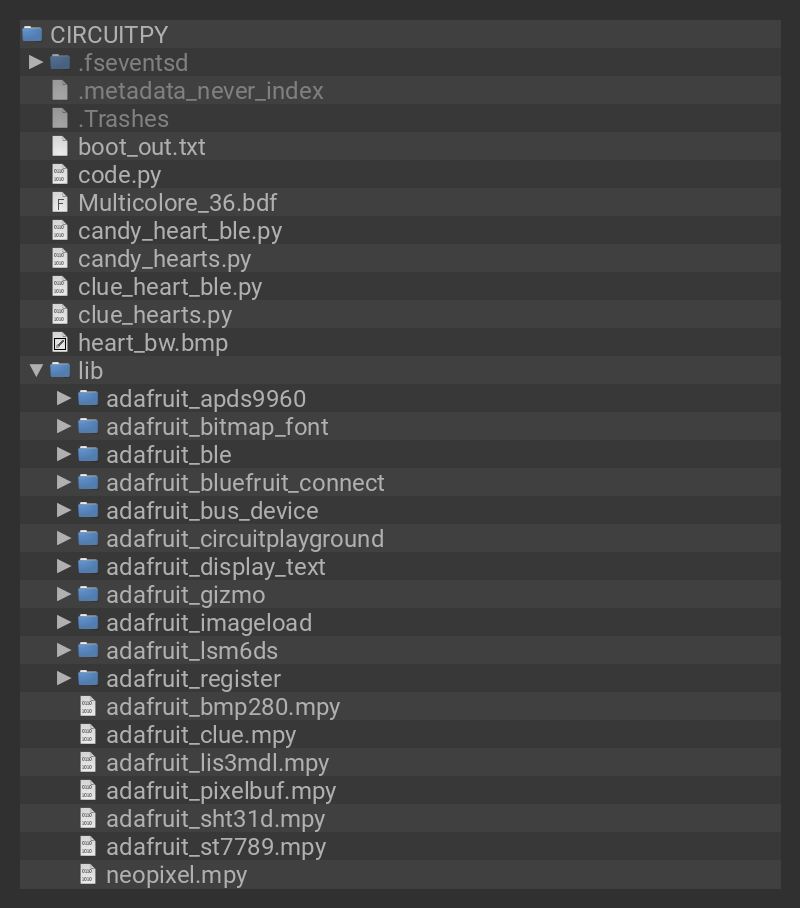 CIRCUITPY
.fseventsd
.metadata_never_index
.Trashes
boot_out.txt
code.py
Multicolore_36.bdf
candy_heart_ble.py
candy_hearts.py
clue_heart_ble.py
clue_hearts.py
heart_bw.bmp
lib
adafruit_apds9960
adafruit_bitmap_font
adafruit_ble
adafruit_bluefruit_connect
adafruit_bus_device
adafruit_circuitplayground
adafruit_display_text
adafruit_gizmo
adafruit_imageload
adafruit_lsm6ds
adafruit_register
adafruit_bmp280.mpy
adafruit_clue.mpy
adafruit_lis3mdl.mpy
adafruit_pixelbuf.mpy
adafruit_sht31d.mpy
adafruit_st7789.mpy
neopixel.mpy